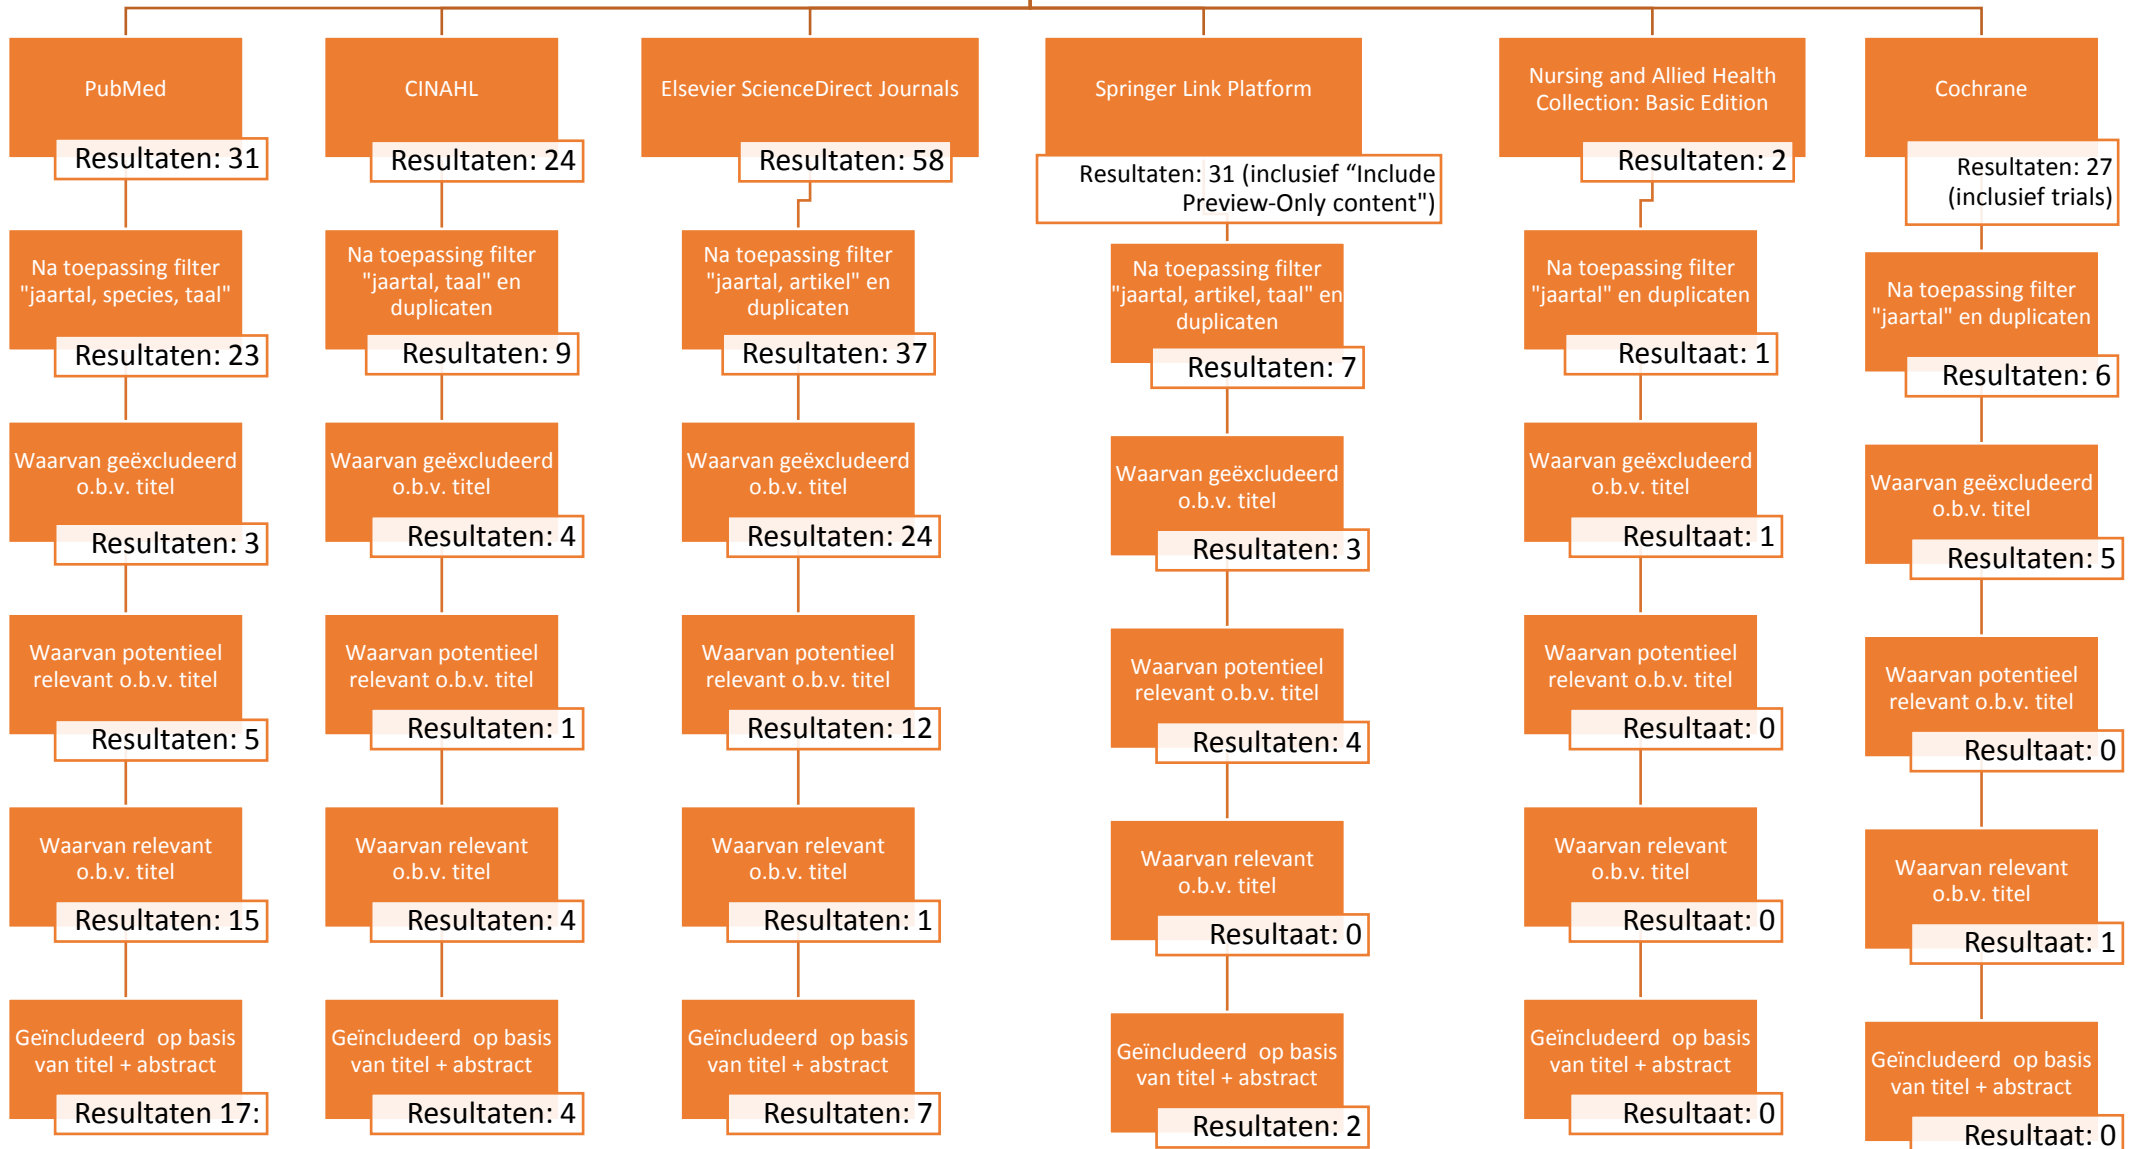 PubMed
Resultaten: 31
Na toepassing filter
"jaartal, species, taal"
Resultaten: 23
Waarvan geëxcludeerd
o.b.v. titel
Resultaten: 3
Waarvan potentieel
relevant o.b.v. titel
Resultaten: 5
Waarvan relevant
o.b.v. titel
Resultaten: 15
Geïncludeerd op basis
van titel + abstract
Resultaten 17:
CINAHL
Resultaten: 24
Na toepassing filter
"jaartal, taal" en
duplicaten
Resultaten: 9
Waarvan geëxcludeerd
o.b.v. titel
Resultaten: 4
Waarvan potentieel
relevant o.b.v. titel
Resultaten: 1
Waarvan relevant
o.b.v. titel
Resultaten: 4
Geïncludeerd op basis
van titel + abstract
Resultaten: 4
Elsevier ScienceDirect Journals
Resultaten: 58
Na toepassing filter
"jaartal, artikel" en
duplicaten
Resultaten: 37
Waarvan geëxcludeerd
o.b.v. titel
Resultaten: 24
Waarvan potentieel
relevant o.b.v. titel
Resultaten: 12
Waarvan relevant
o.b.v. titel
Resultaten: 1
Geïncludeerd op basis
van titel + abstract
Resultaten: 7
Springer Link Platform
Resultaten: 31 (inclusief “Include
Preview-Only content")
Na toepassing filter
"jaartal, artikel, taal" en
duplicaten
Resultaten: 7
Waarvan geëxcludeerd
o.b.v. titel
Resultaten: 3
Waarvan potentieel
relevant o.b.v. titel
Resultaten: 4
Waarvan relevant
o.b.v. titel
Resultaat: 0
Geïncludeerd op basis
van titel + abstract
Resultaten: 2
Nursing and Allied Health
Collection: Basic Edition
Resultaten: 2
Na toepassing filter
"jaartal" en duplicaten
Resultaat: 1
Waarvan geëxcludeerd
o.b.v. titel
Resultaat: 1
Waarvan potentieel
relevant o.b.v. titel
Resultaat: 0
Waarvan relevant
o.b.v. titel
Resultaat: 0
Geïncludeerd op basis
van titel + abstract
Resultaat: 0
Cochrane
Resultaten: 27
(inclusief trials)
Na toepassing filter
"jaartal" en duplicaten
Resultaten: 6
Waarvan geëxcludeerd
o.b.v. titel
Resultaten: 5
Waarvan potentieel
relevant o.b.v. titel
Resultaat: 0
Waarvan relevant
o.b.v. titel
Resultaat: 1
Geïncludeerd op basis
van titel + abstract
Resultaat: 0